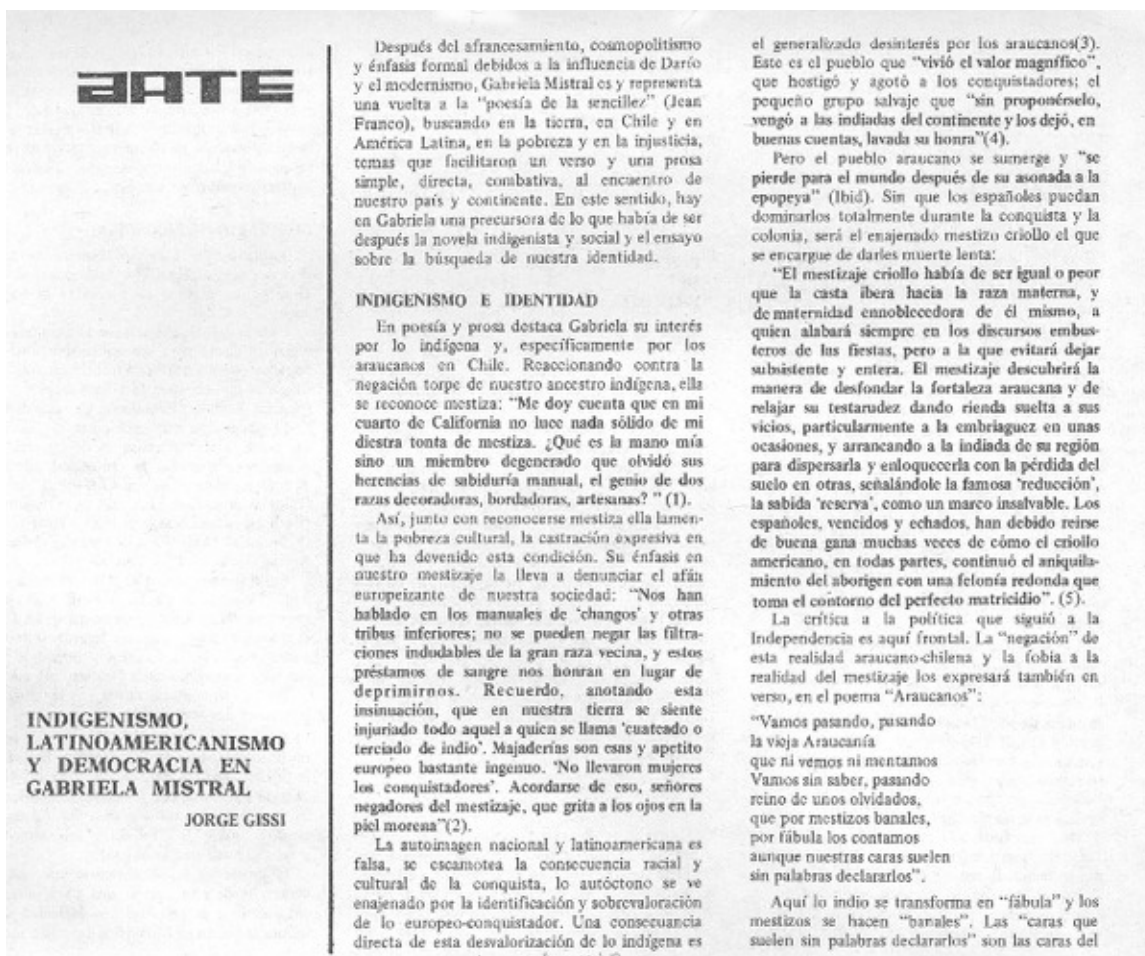 ARTE
INDIGENISMO,
LATINOAMERICANISMO
Y DEMOCRACIA EN
GABRIELA MISTRAL
JORGE GISSI
Después del afrancesamiento, cosmopolitismo
y énfasis formal debidos a la influencia de Darío
y el modernismo, Gabriela Mistral es y representa
una vuelta a la "poesía de la sencillez" (Jean
Franco), buscando en la tierra, en Chile y en
América Latina, en la pobreza y en la injusticia,
temas que facilitaron un verso y una prosa
simple, directa, combativa, al encuentro de
nuestro país y continente. En este sentido, hay
en Gabriela una precursora de lo que había de ser
después la novela indigenista y social y el ensayo
sobre la búsqueda de nuestra identidad.
INDIGENISMO E IDENTIDAD
En poesía y prosa destaca Gabriela su interés
por lo indígena y, específicamente por los
araucanos en Chile. Reaccionando contra la
negación torpe de nuestro ancestro indígena, ella
se reconoce mestiza: "Me doy cuenta que en mi
cuarto de California no luce nada sólido de mi
diestra tonta de mestiza. ¿Qué es la mano mía
sino un miembro degenerado que olvidó sus
herencias de sabiduría manual, el genio de dos
razas decoradoras, bordadoras, artesanas? " (1).
Así, junto con reconocerse mestiza ella lamen-
ta la pobreza cultural, la castración expresiva en
que ha devenido esta condición. Su énfasis en
nuestro mestizaje la lleva a denunciar el afán
europeizante de nuestra sociedad: "Nos han
hablado en los manuales de 'changos' y otras
tribus inferiores; no se pueden negar las filtra-
ciones indudables de la gran raza vecina, y estos
préstamos de sangre nos honran en lugar de
deprimirnos. Recuerdo, anotando esta
insinuación, que en nuestra tierra se siente
injuriado todo aquel a quien se llama 'cuateado o
terciado de indio'. Majaderías son esas y apetito
europeo bastante ingenuo. 'No llevaron mujeres
los conquistadores'. Acordarse de eso, señores
negadores del mestizaje, que grita a los ojos en la
piel morena"(2).
La autoimagen nacional y latinoamericana es
falsa, se escamotea la consecuencia racial y
cultural de la conquista, lo autóctono se ve
enajenado por la identificación y sobrevaloración
de lo europeo-conquistador. Una consecuancia
directa de esta desvalorización de lo indígena es
el generalizado desinterés por los araucanos(3).
Este es el pueblo que "vivió el valor magnífico",
que hostigó y agotó a los conquistadores; el
pequeño grupo salvaje que "sin proponérselo,
vengó a las indiadas del continente y los dejó, en
buenas cuentas, lavada su honra"(4).
Pero el pueblo araucano se sumerge y "se
pierde para el mundo después de su asonada a la
epopeya" (Ibid). Sin que los españoles puedan
dominarlos totalmente durante la conquista y la
colonia, será el enajenado mestizo criollo el que
se encargue de darles muerte lenta:
"El mestizaje criollo había de ser igual o peor
que la casta ibera hacia la raza materna, y
de maternidad ennoblecedora de él mismo, a
quien alabará siempre en los discursos embus-
teros de las fiestas, pero a la que evitará dejar
subsistente y entera. El mestizaje descubrirá la
manera de desfondar la fortaleza araucana y de
relajar su testarudez dando rienda suelta a sus
vicios, particularmente a la embriaguez en unas
ocasiones, y arrancando a la indiada de su región
para dispersarla y enloquecerla con la pérdida del
suelo en otras, señalándole la famosa 'reducción',
la sabida 'reserva', como un marco insalvable. Los
españoles, vencidos y echados, han debido reirse
de buena gana muchas veces de cómo el criollo
americano, en todas partes, continuó el aniquila-
miento del aborigen con una felonía redonda que
toma el contorno del perfecto matricidio". (5).
La crítica a la política que siguió a la
Independencia es aquí frontal. La "negación" de
esta realidad araucano-chilena y la fobia a la
realidad del mestizaje los expresará también en
verso, en el poema "Araucanos":
"Vamos pasando, pasando
la vieja Araucanía
que ni vemos ni mentamos
Vamos sin saber, pasando
reino de unos olvidados,
que por mestizos banales,
por fábula los contamos
aunque nuestras caras suelen
sin palabras declararlos".
Aquí lo indio se transforma en "fábula" y los
mestizos se hacen "banales". Las "caras que
suelen sin palabras declararlos" son las caras del